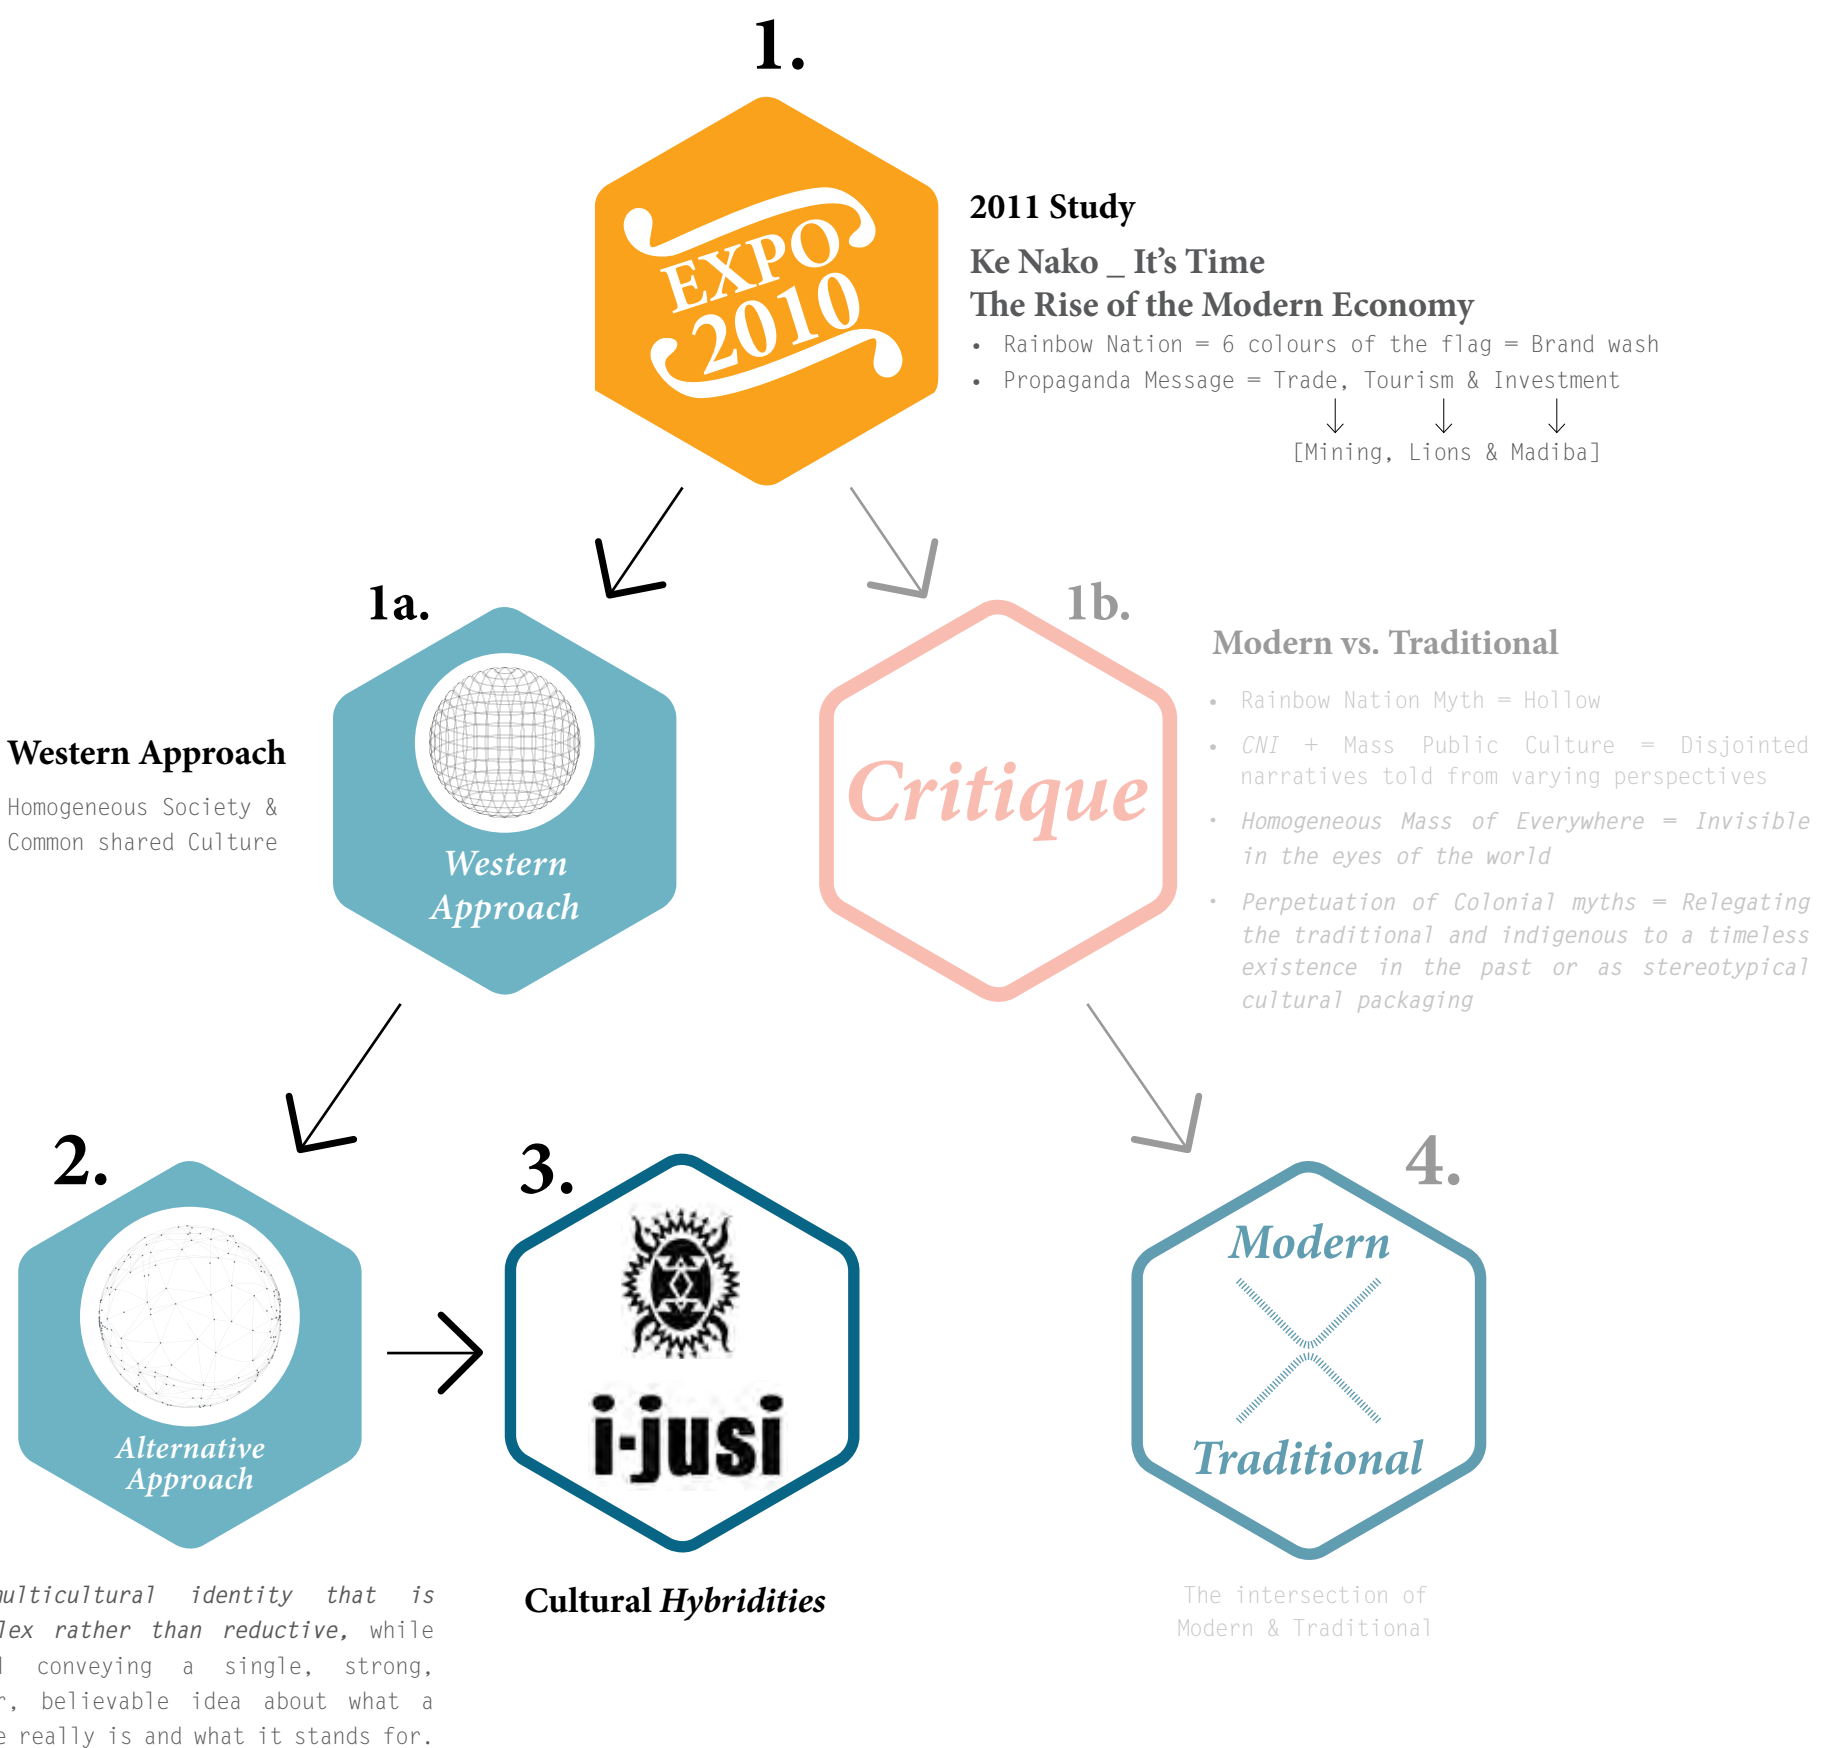 1.
EXPO
2010
2011 Study
Ke Nako _ It’s Time
The Rise of the Modern Economy
• Rainbow Nation = 6 colours of the flag = Brand wash
• Propaganda Message = Trade, Tourism & Investment
[Mining, Lions & Madiba]
1a.
Western Approach
Homogeneous Society &
Common shared Culture
Western
Approach
1b.
Critique
Modern vs. Traditional
• Rainbow Nation Myth = Hollow
• CNI + Mass Public Culture = Disjointed
narratives told from varying perspectives
• Homogeneous Mass of Everywhere = Invisible
in the eyes of the world
• Perpetuation of Colonial myths = Relegating
the traditional and indigenous to a timeless
existence in the past or as stereotypical
cultural packaging
2.
Alternative
Approach
multicultural identity that is
rather than reductive, while
conveying a single, strong,
believable idea about what a
really is and what it stands for.
3.
i-jusi
Cultural Hybridities
4.
Modern
Traditional
The intersection of
Modern & Traditional